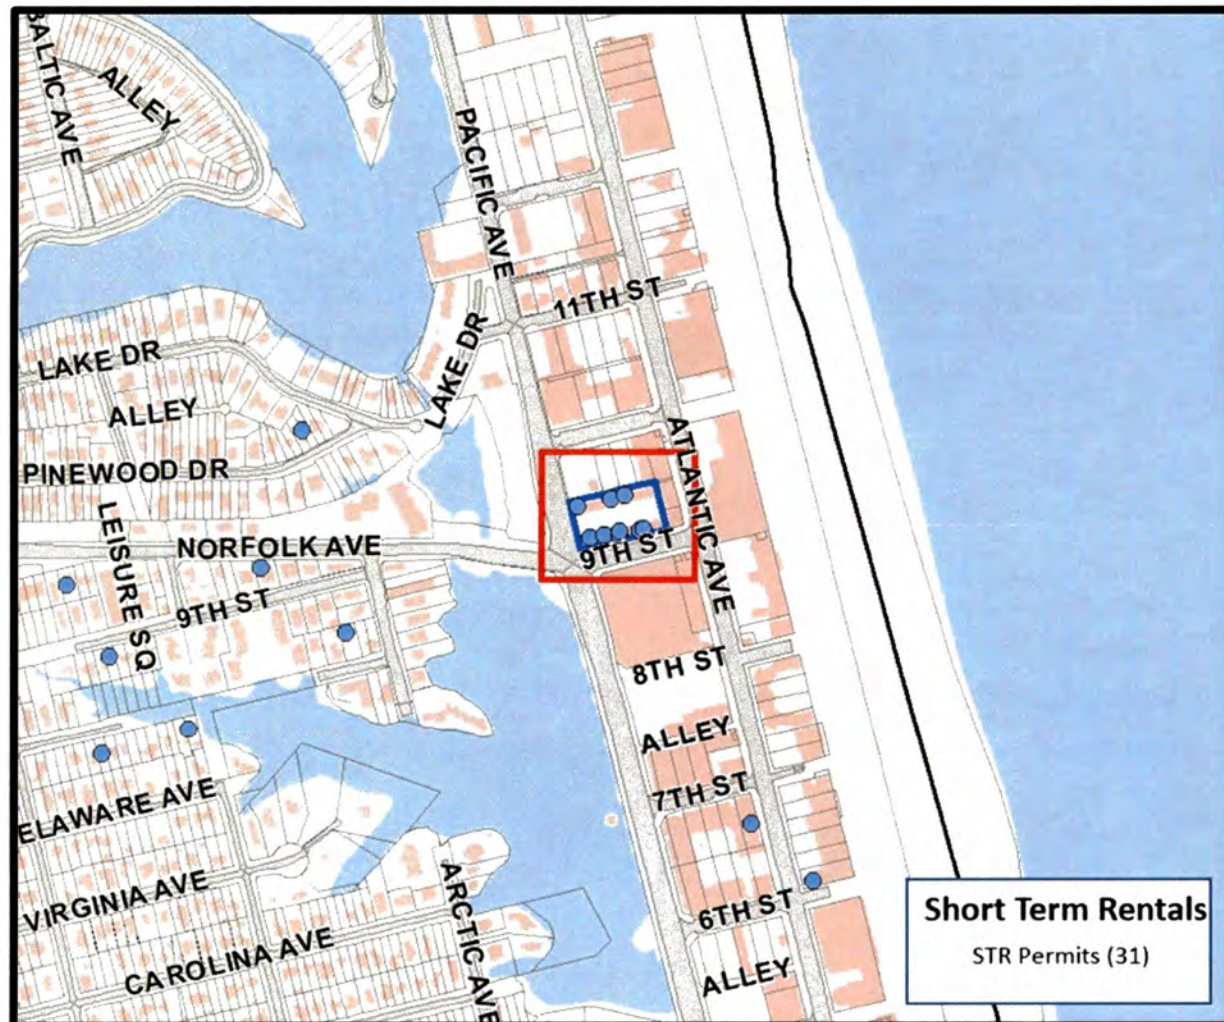 BALTIC AVE
ALLEY
PACIFIC AVE
11TH ST
LAKE DR
LAKE DR
ALLEY
PINEWOOD DR
ATLANTIC AVE
LEISURE SQ
NORFOLK AVE
9TH ST
9TH ST
8TH ST
ALLEY
7TH ST
ELAWARE AVE
VIRGINIA AVE
ARCTIC AVE
6TH ST
CAROLINA AVE
ALLEY
Short Term Rentals
STR Permits (31)